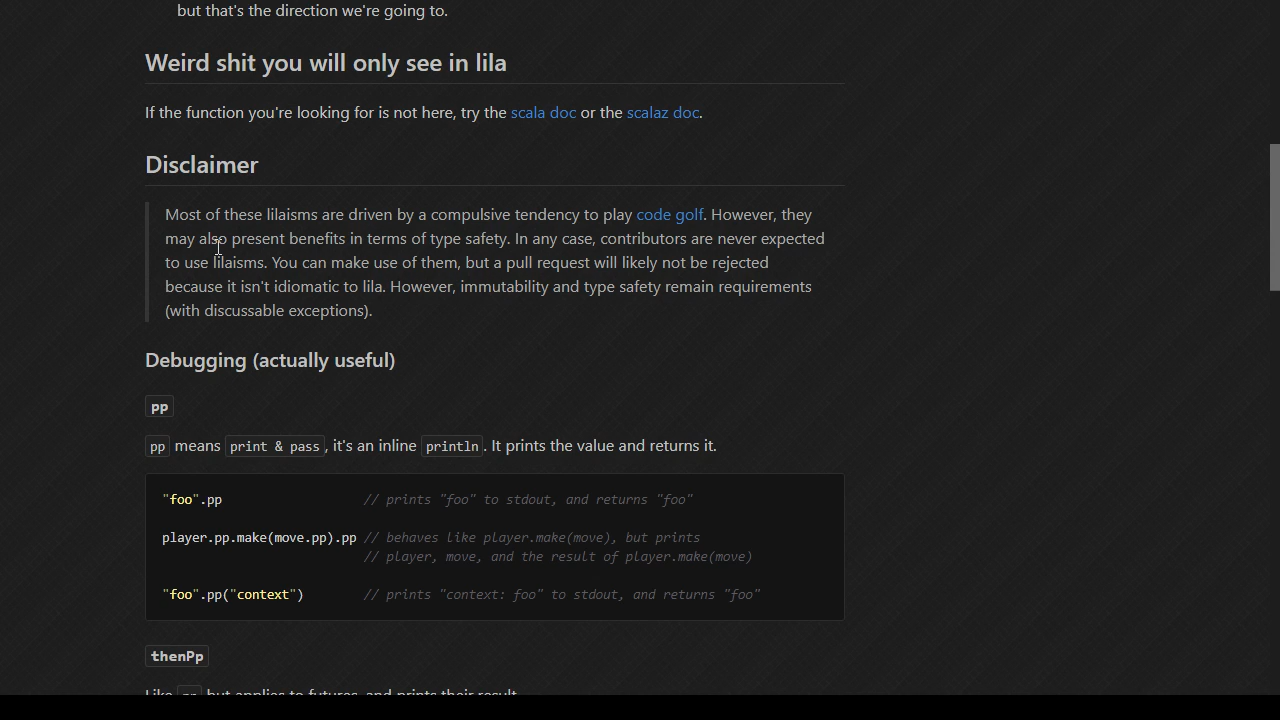 but that's the direction we're going to.
Weird shit you will only see in lila
If the function you're looking for is not here, try the scala doc or the scalaz doc.
Disclaimer
Most of these lilaisms are driven by a compulsive tendency to play code golf. However, they
may also present benefits in terms of type safety. In any case, contributors are never expected
to use lilaisms. You can make use of them, but a pull request will likely not be rejected
because it isn't idiomatic to lila. However, immutability and type safety remain requirements
(with discussable exceptions).
Debugging (actually useful)
pp
pp means print & pass, it's an inline println. It prints the value and returns it.
"foo".pp // prints "foo" to stdout, and returns "foo"
player.pp.make(move.pp).pp // behaves like player.make(move), but prints
// player, move, and the result of player.make(move)
"foo".pp("context") // prints "context: foo" to stdout, and returns "foo"
thenPp
Like pp but applies to futures, and prints their result